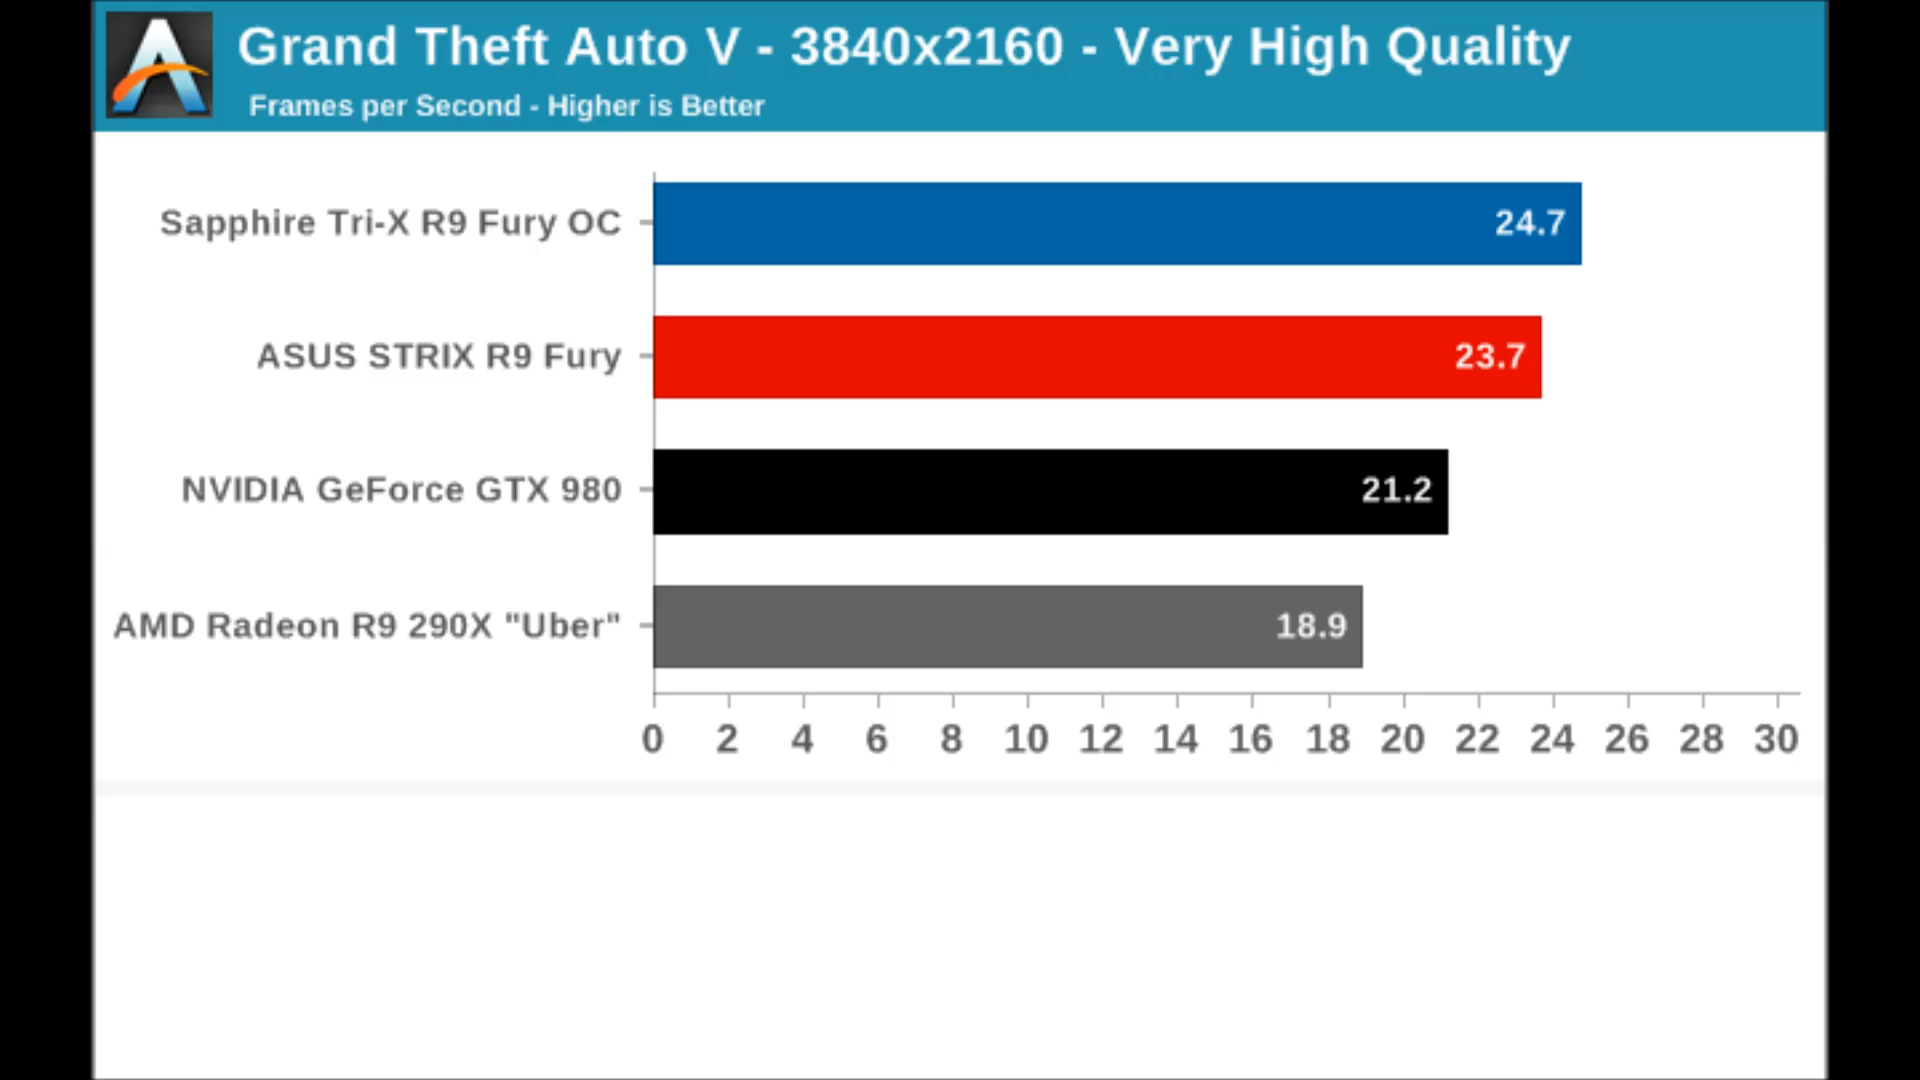 Grand Theft Auto V - 3840x2160 - Very High Quality
Frames per Second - Higher is Better
Sapphire Tri-X R9 Fury OC 24.7
ASUS STRIX R9 Fury 23.7
NVIDIA GeForce GTX 980 21.2
AMD Radeon R9 290X "Uber" 18.9
0 2 4 6 8 10 12 14 16 18 20 22 24 26 28 30